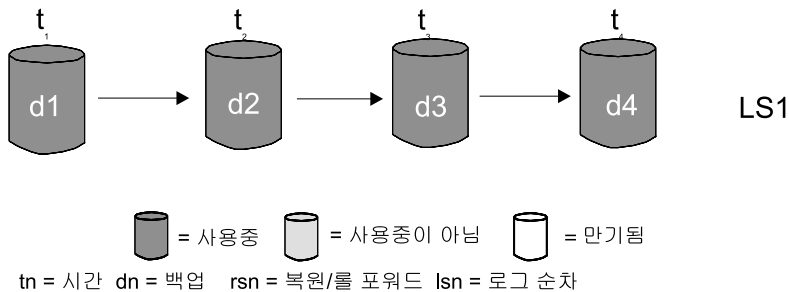 t1 t2 t3 t4
d1 d2 d3 d4 LS1
= 사용중 = 사용중이 아님 = 만기됨
tn = 시간 dn = 백업 rsn = 복원/롤 포워드 lsn = 로그 순차